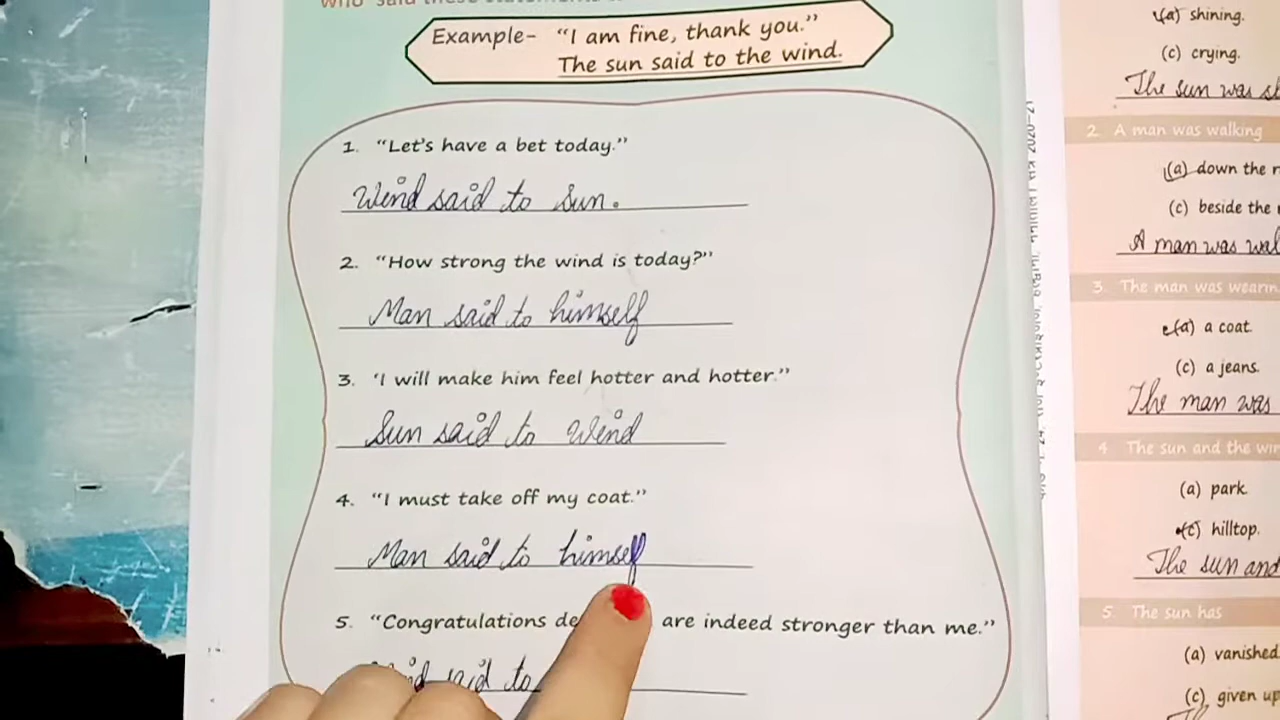 who said these statements
Example- "I am fine, thank you."
The sun said to the wind.
1. "Let's have a bet today."
Wind said to Sun.
2. "How strong the wind is today?"
Man said to himself
3. 'I will make him feel hotter and hotter."
Sun said to Wind
4. "I must take off my coat."
Man said to himself
5. "Congratulations de are indeed stronger than me."
said to
(a) shining.
(c) crying.
The sun was
2. A man was walking
(a) down the
(c) beside the
A man was
3. The man was
(a) a coat.
(c) a jeans.
The man was
4 The sun and the
(a) park.
(c) hilltop.
The sun and
5. The sun has
(a) vanished
(c) given up